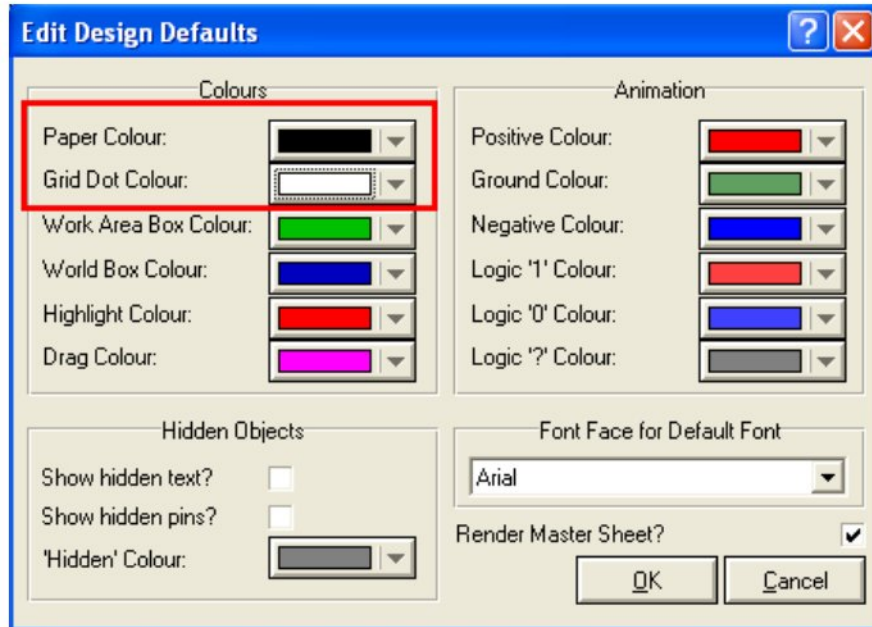 Edit Design Defaults
Colours
Paper Colour:
Grid Dot Colour:
Work Area Box Colour:
World Box Colour:
Highlight Colour:
Drag Colour:
Animation
Positive Colour:
Ground Colour:
Negative Colour:
Logic '1' Colour:
Logic '0' Colour:
Logic '?' Colour:
Hidden Objects
Show hidden text?
Show hidden pins?
'Hidden' Colour:
Font Face for Default Font
Arial
Render Master Sheet?
OK Cancel